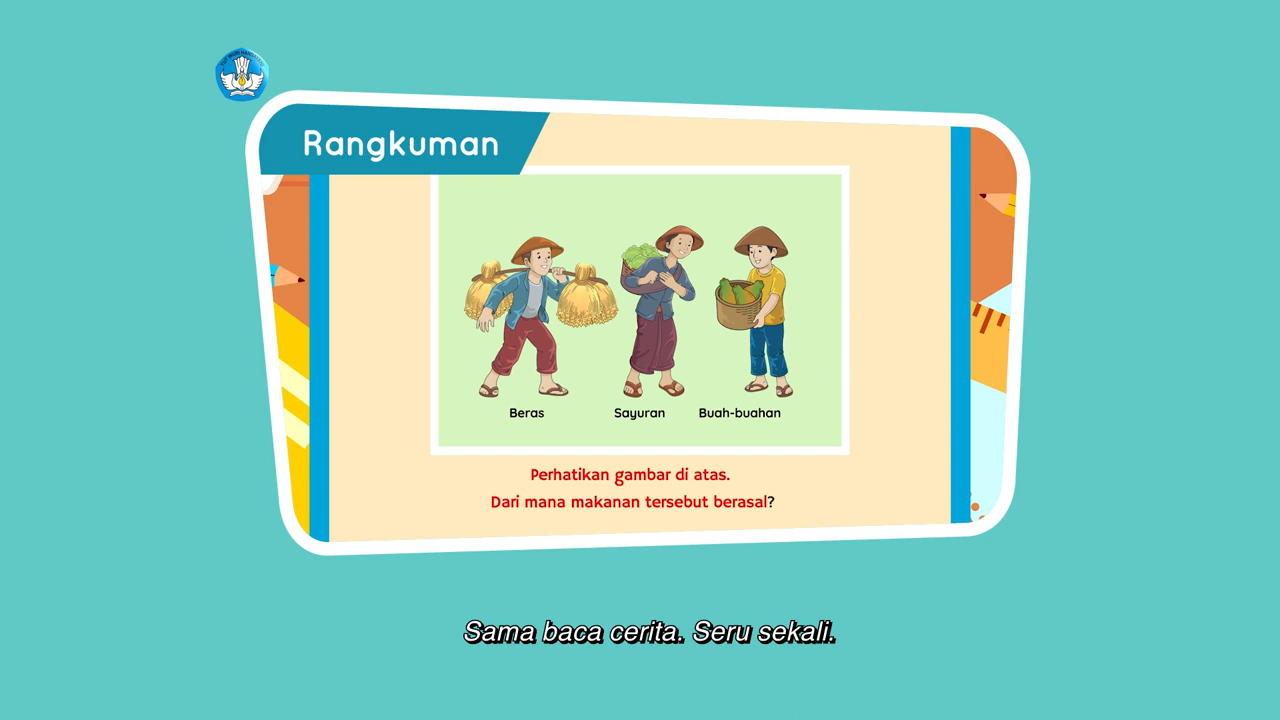 Rangkuman
Beras
Sayuran
Buah-buahan
Perhatikan gambar di atas.
Dari mana makanan tersebut berasal?
Sama baca cerita. Seru sekali.